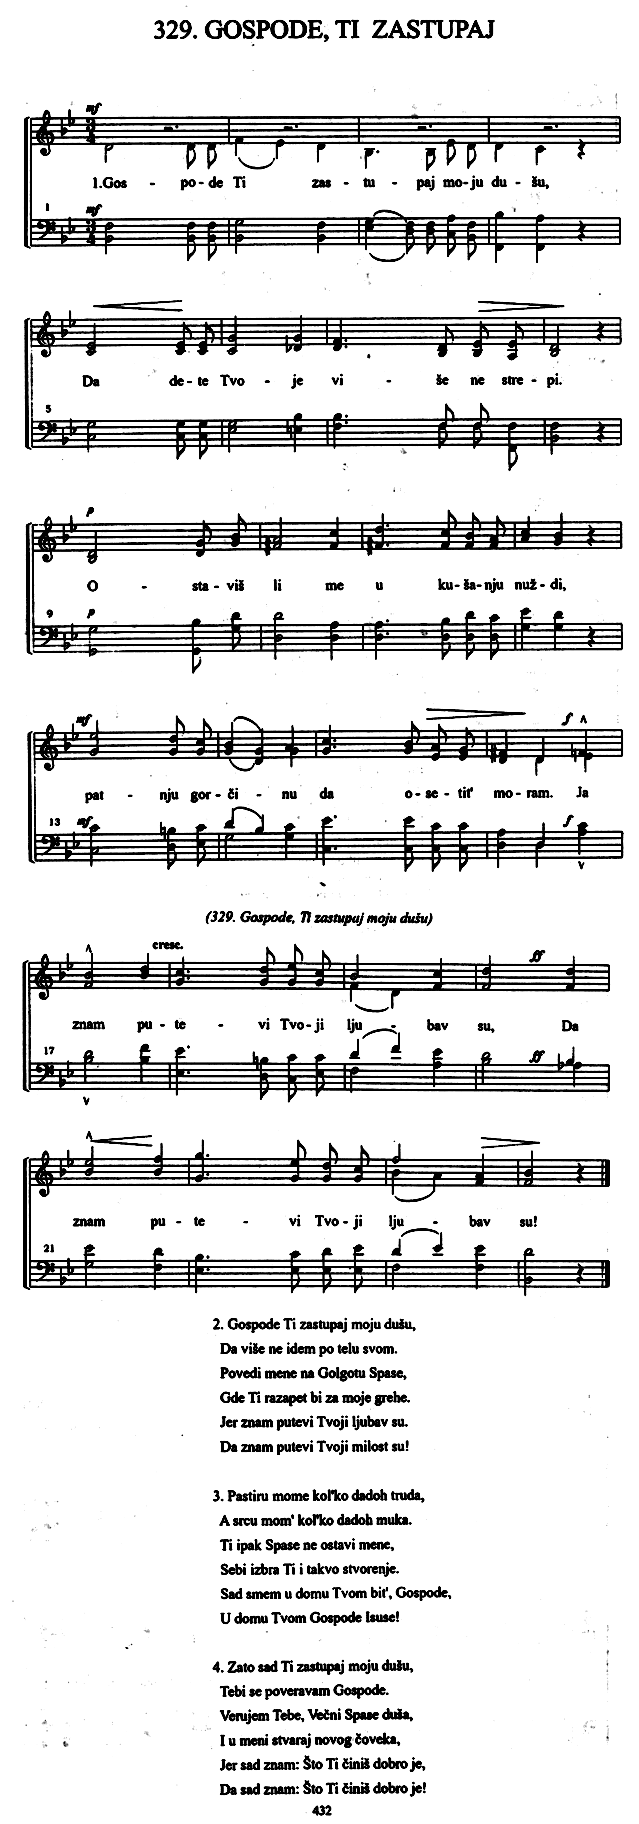 329. GOSPODE, TI ZASTUPAJ
mf
1.Gos - po-de Ti zas - tu - paj mo-ju du - šu,
1 mf
Da de-te Tvo - je vi - še ne stre - pi.
5
p
O - sta - viš li me u ku - ša-nju nuž - di,
9 p
mf f
pat - nju gor - či - nu da o - se - tit' mo - ram. Ja
13 mf f
(329. Gospode, Ti zastupaj moju dušu)
cresc. ff
znam pu - te - vi Tvo - ji lju - bav su, Da
17 ff
znam pu - te - vi Tvo - ji lju - bav su!
21
2. Gospode Ti zastupaj moju dušu,
Da više ne idem po telu svom.
Povedi mene na Golgotu Spase,
Gde Ti razapet bi za moje grehe.
Jer znam putevi Tvoji ljubav su.
Da znam putevi Tvoji milost su!
3. Pastiru mome kol'ko dadoh truda,
A srcu mom' kol'ko dadoh muka.
Ti ipak Spase ne ostavi mene,
Sebi izbra Ti i takvo stvorenje.
Sad smem u domu Tvom bit', Gospode,
U domu Tvom Gospode Isuse!
4. Zato sad Ti zastupaj moju dušu,
Tebi se poveravam Gospode.
Verujem Tebe, Večni Spase duša,
I u meni stvaraj novog čoveka,
Jer sad znam: Što Ti činiš dobro je,
Da sad znam: Što Ti činiš dobro je!
432